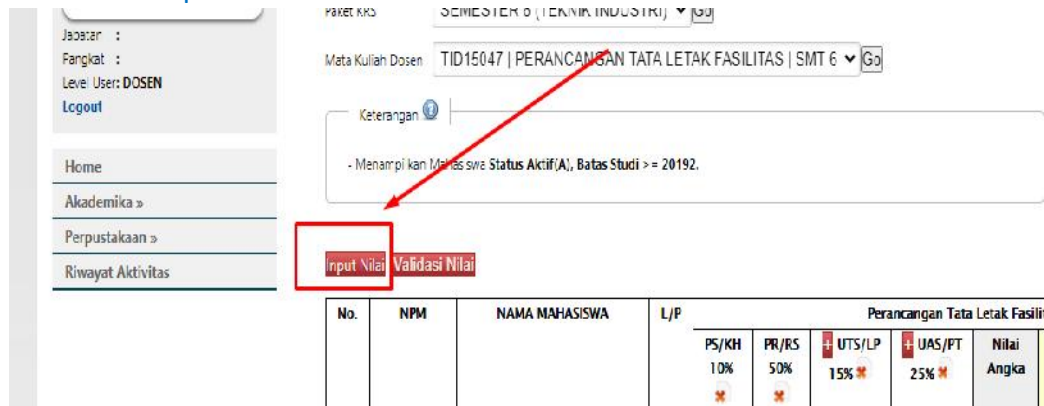 Paket KRS SEMESTER 6 (TEKNIK INDUSTRI) Go
Jabatan :
Pangkat :
Level User: DOSEN
Logout
Mata Kuliah Dosen TID15047 | PERANCANGAN TATA LETAK FASILITAS | SMT 6 Go
Keterangan
- Menampilkan Mahasiswa Status Aktif(A), Batas Studi >= 20192.
Home
Akademika »
Perpustakaan »
Riwayat Aktivitas
Input Nilai Validasi Nilai
No. NPM NAMA MAHASISWA L/P Perancangan Tata Letak Fasili
PS/KH PR/RS + UTS/LP + UAS/PT Nilai
10% 50% 15% 25% Angka